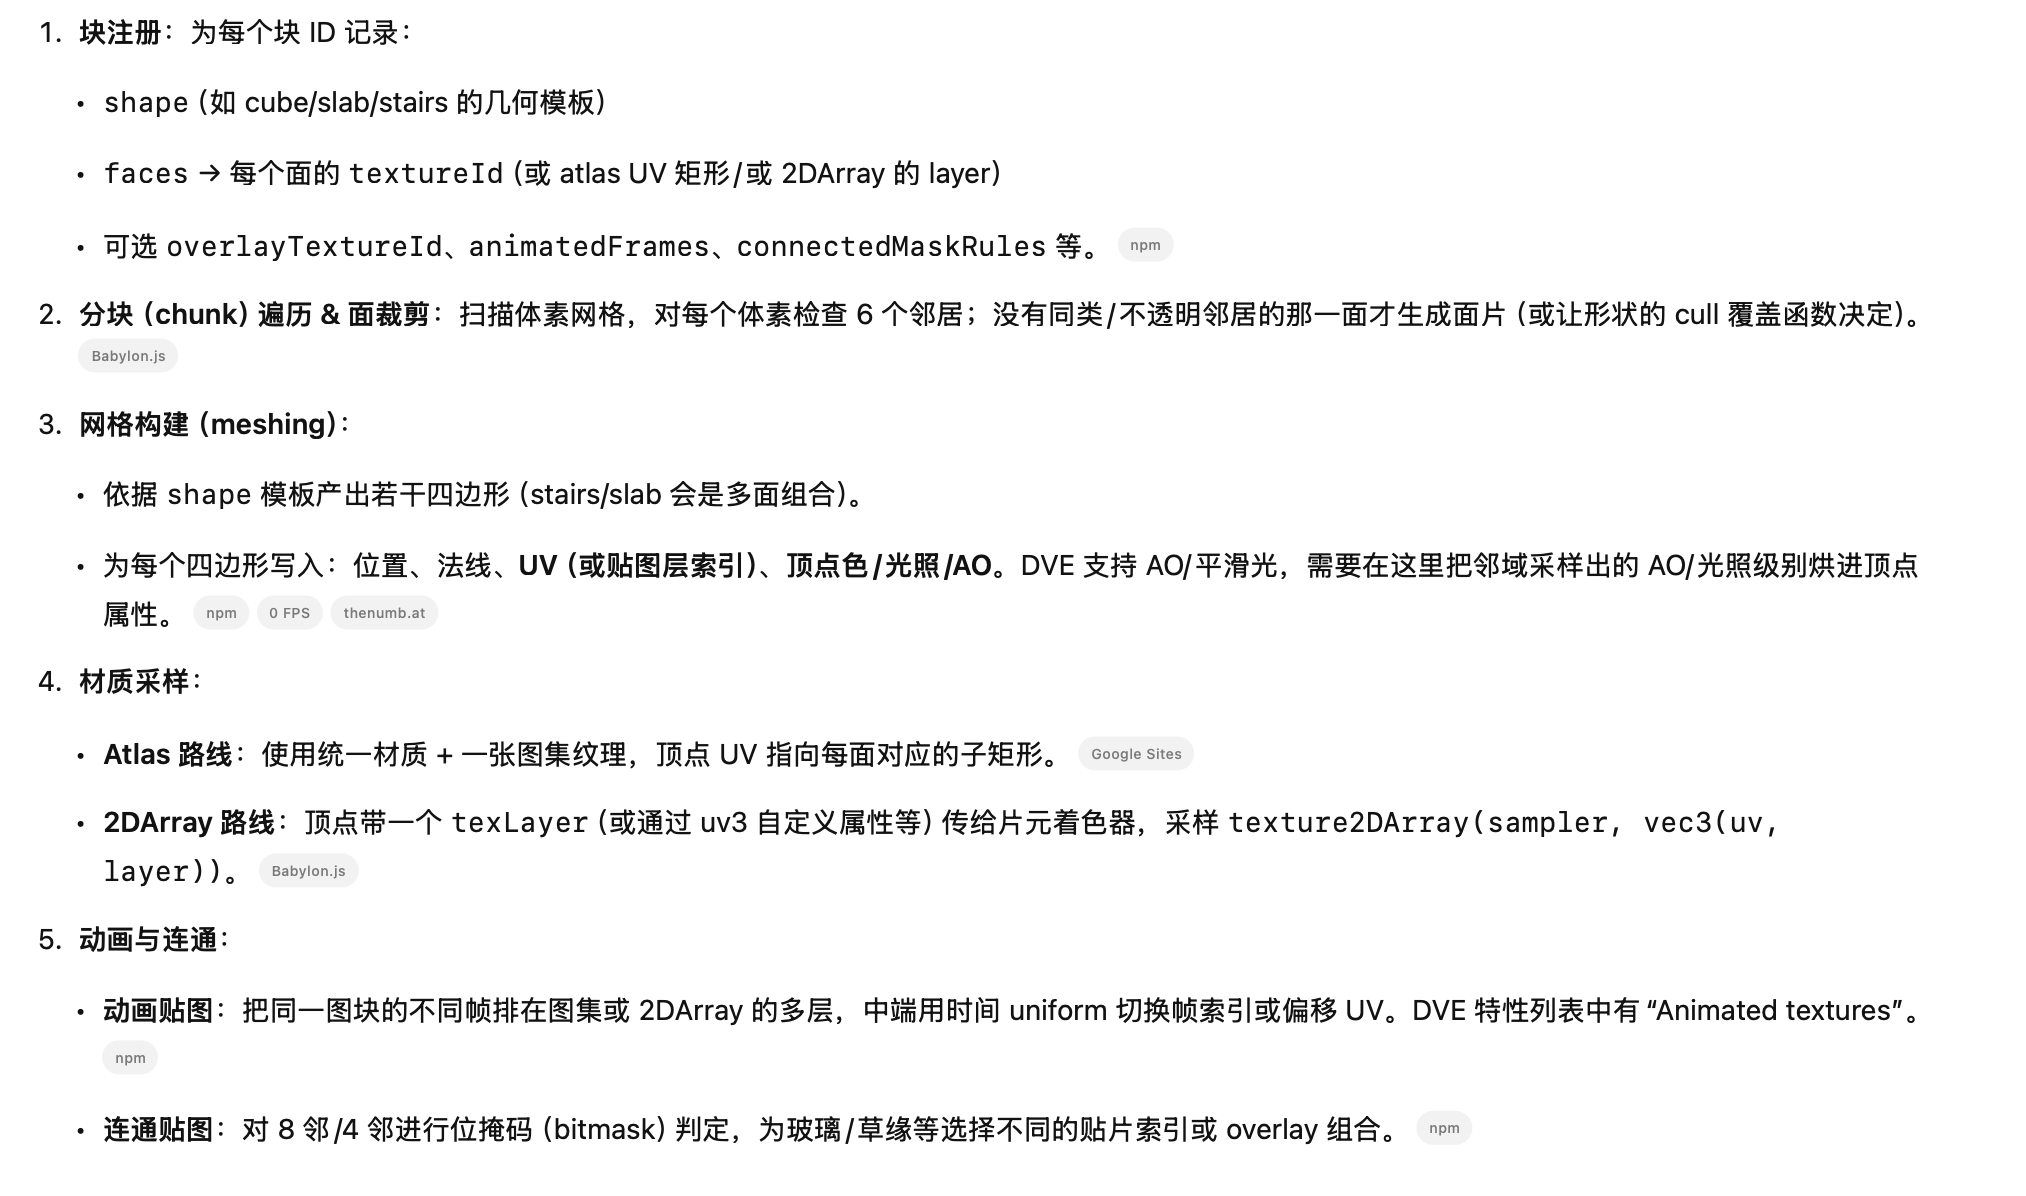 1. 块注册：为每个块 ID 记录：
• shape（如 cube/slab/stairs 的几何模板）
• faces → 每个面的 textureId（或 atlas UV 矩形/或 2DArray 的 layer）
• 可选 overlayTextureId、animatedFrames、connectedMaskRules 等。 npm
2. 分块（chunk）遍历 & 面裁剪：扫描体素网格，对每个体素检查 6 个邻居；没有同类/不透明邻居的那一面才生成面片（或让形状的 cull 覆盖函数决定）。
Babylon.js
3. 网格构建（meshing）：
• 依据 shape 模板产出若干四边形（stairs/slab 会是多面组合）。
• 为每个四边形写入：位置、法线、UV（或贴图层索引）、顶点色/光照/AO。DVE 支持 AO/平滑光，需要在这里把邻域采样出的 AO/光照级别烘进顶点
属性。 npm 0 FPS thenumb.at
4. 材质采样：
• Atlas 路线：使用统一材质 + 一张图集纹理，顶点 UV 指向每面对应的子矩形。 Google Sites
• 2DArray 路线：顶点带一个 texLayer（或通过 uv3 自定义属性等）传给片元着色器，采样 texture2DArray(sampler, vec3(uv,
layer))。 Babylon.js
5. 动画与连通：
• 动画贴图：把同一图块的不同帧排在图集或 2DArray 的多层，中端用时间 uniform 切换帧索引或偏移 UV。DVE 特性列表中有 “Animated textures”。
npm
• 连通贴图：对 8 邻/4 邻进行位掩码（bitmask）判定，为玻璃/草缘等选择不同的贴片索引或 overlay 组合。 npm